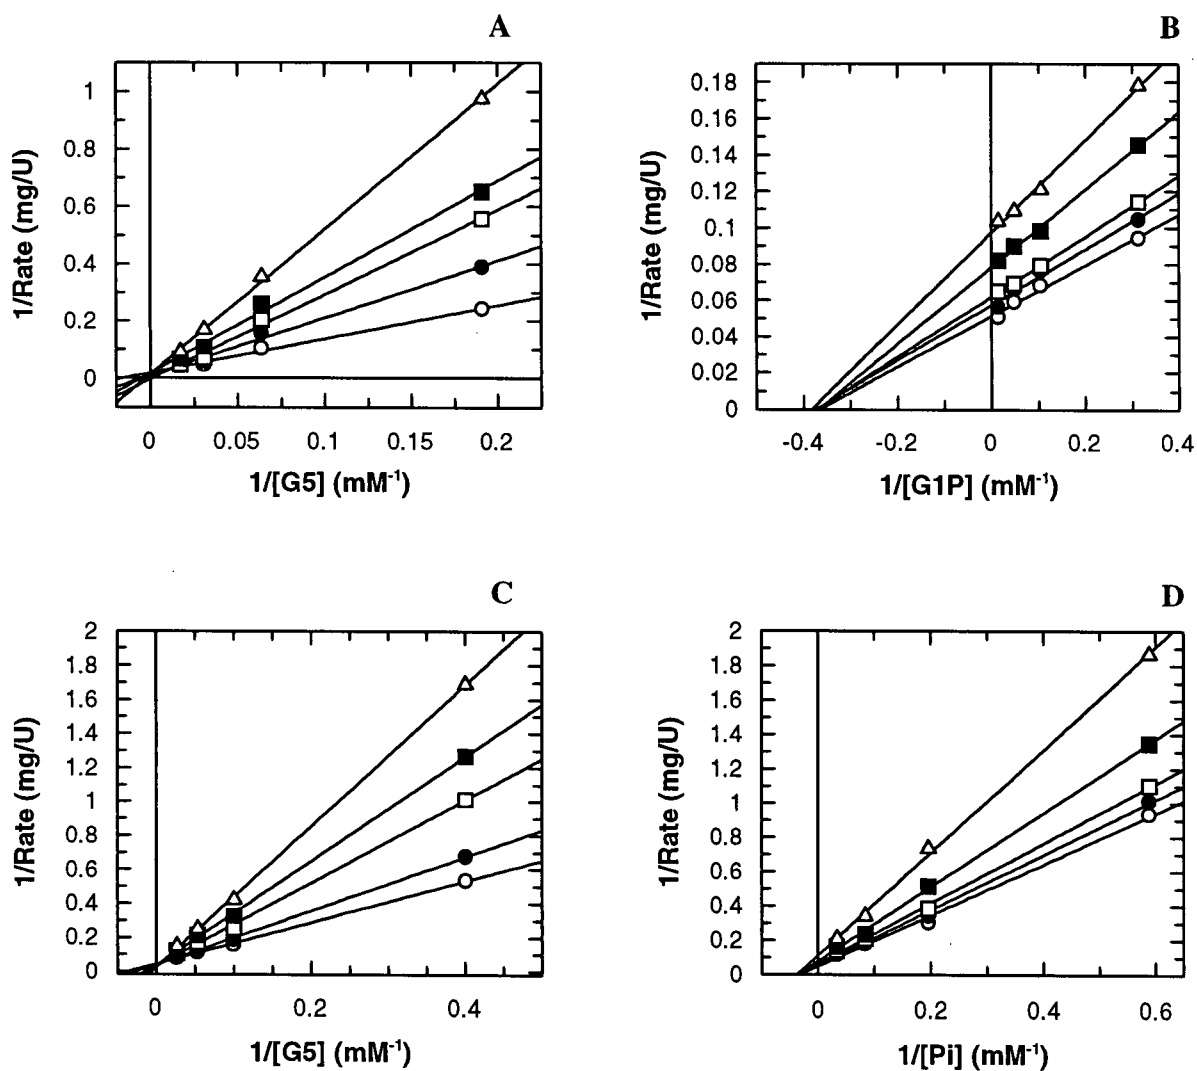 A
1/Rate (mg/U)
1
0.8
0.6
0.4
0.2
0
0 0.05 0.1 0.15 0.2
1/[G5] (mM-1)
B
1/Rate (mg/U)
0.18
0.16
0.14
0.12
0.1
0.08
0.06
0.04
0.02
0
-0.4 -0.2 0 0.2 0.4
1/[G1P] (mM-1)
C
1/Rate (mg/U)
2
1.8
1.6
1.4
1.2
1
0.8
0.6
0.4
0.2
0
0 0.2 0.4
1/[G5] (mM-1)
D
1/Rate (mg/U)
2
1.8
1.6
1.4
1.2
1
0.8
0.6
0.4
0.2
0
0 0.2 0.4 0.6
1/[Pi] (mM-1)